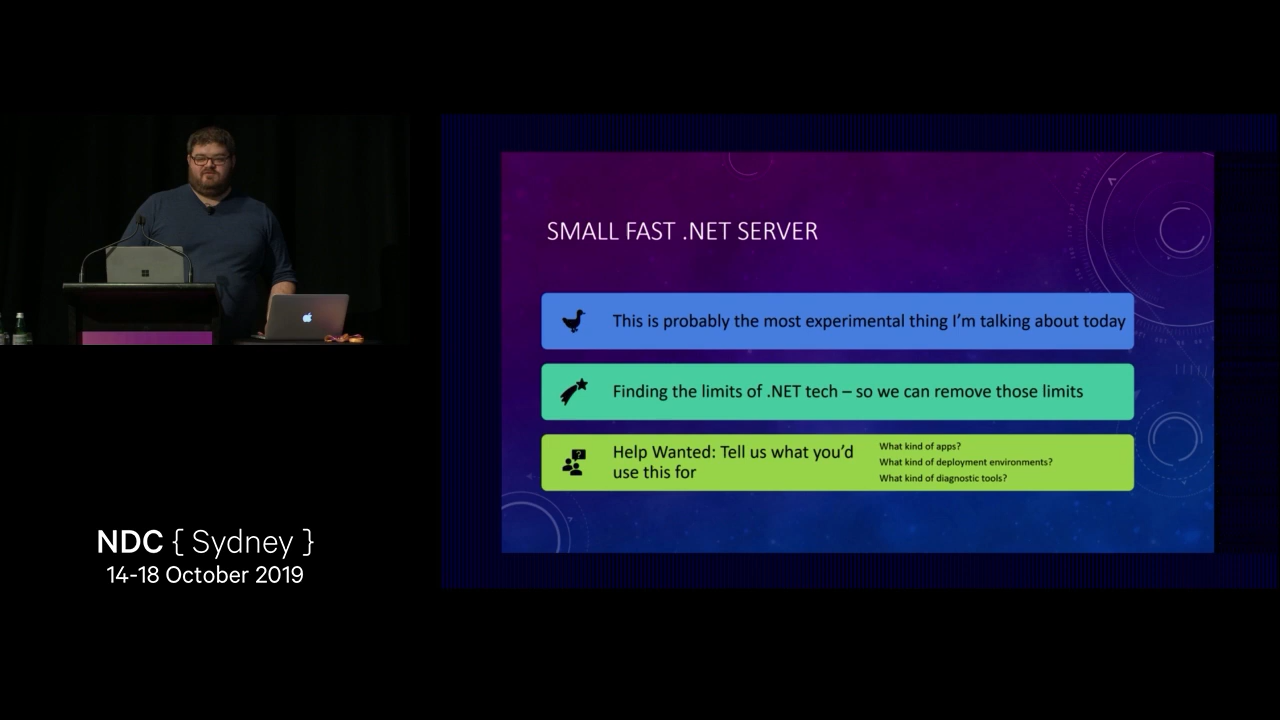 SMALL FAST .NET SERVER
This is probably the most experimental thing I'm talking about today
Finding the limits of .NET tech – so we can remove those limits
Help Wanted: Tell us what you'd
use this for
What kind of apps?
What kind of deployment environments?
What kind of diagnostic tools?
NDC { Sydney }
14-18 October 2019